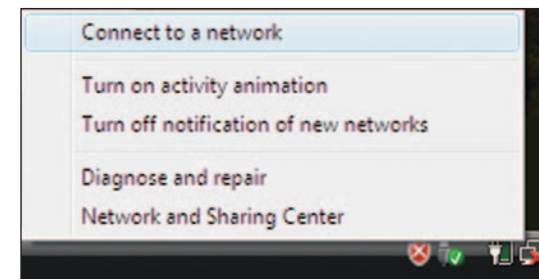 Connect to a network
Turn on activity animation
Turn off notification of new networks
Diagnose and repair
Network and Sharing Center